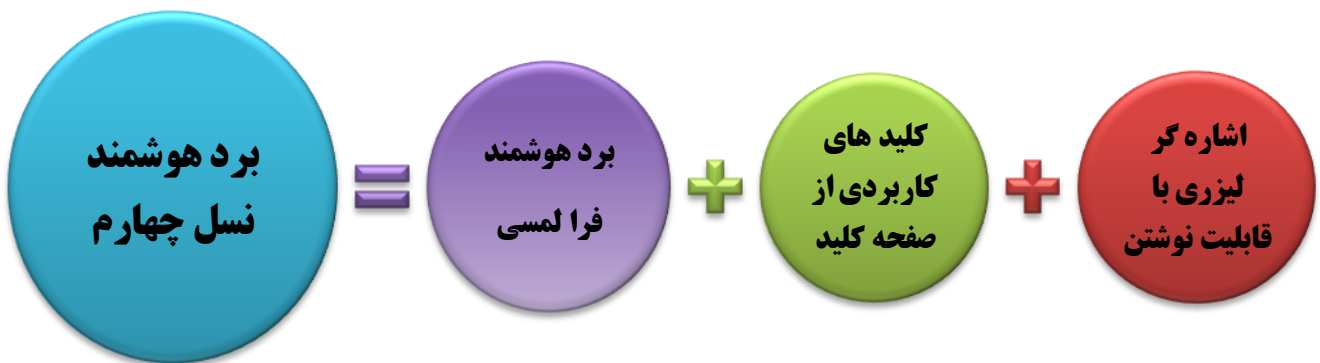 اشاره گر
لیزری با
قابلیت نوشتن
+
کلید های
کاربردی از
صفحه کلید
+
برد هوشمند
فرا لمسی
=
برد هوشمند
نسل چهارم